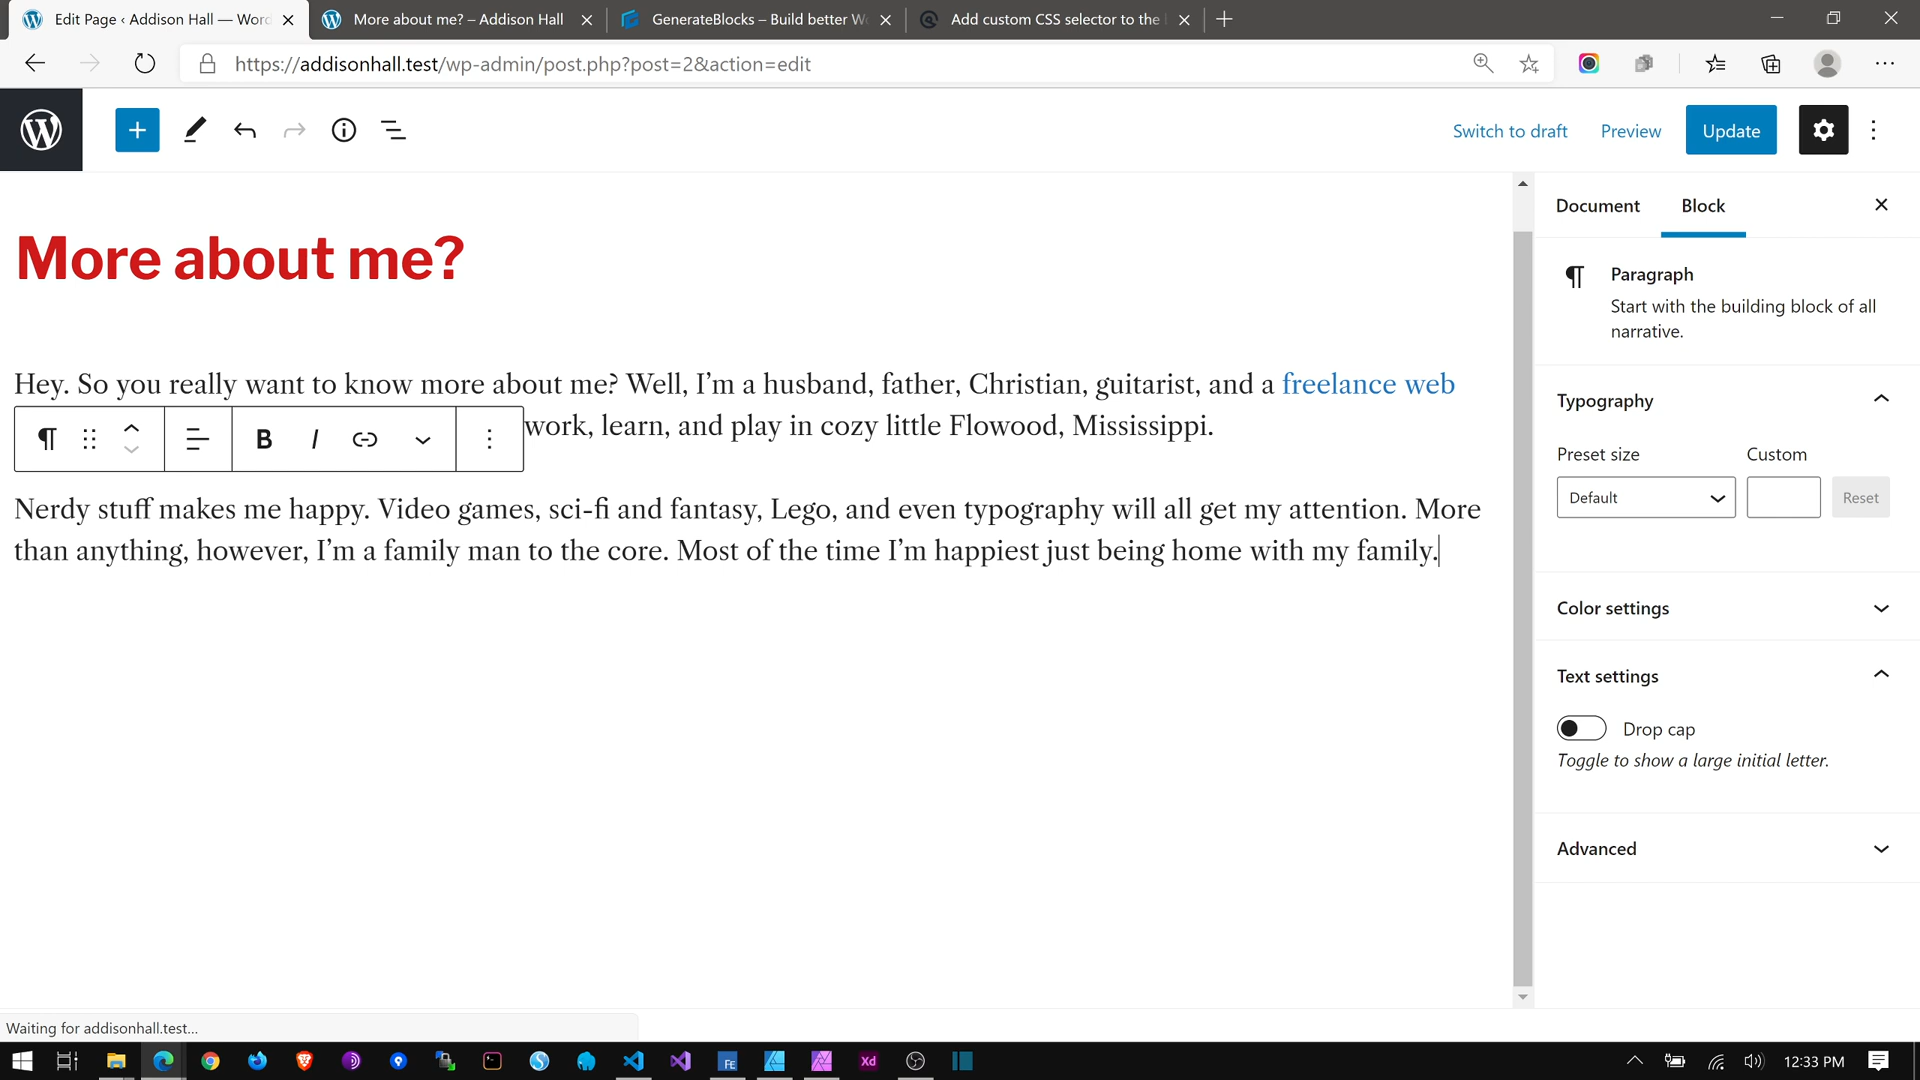 Edit Page ‹ Addison Hall — Word
More about me? – Addison Hall
GenerateBlocks – Build better Wo
Add custom CSS selector to the
https://addisonhall.test/wp-admin/post.php?post=2&action=edit
Switch to draft
Preview
Update
Document
Block
More about me?
Paragraph
Start with the building block of all
narrative.
Hey. So you really want to know more about me? Well, I’m a husband, father, Christian, guitarist, and a freelance web
work, learn, and play in cozy little Flowood, Mississippi.
B I
Nerdy stuff makes me happy. Video games, sci-fi and fantasy, Lego, and even typography will all get my attention. More
than anything, however, I’m a family man to the core. Most of the time I’m happiest just being home with my family.
Typography
Preset size
Custom
Default
Reset
Color settings
Text settings
Drop cap
Toggle to show a large initial letter.
Advanced
Waiting for addisonhall.test...
FE
Xd
12:33 PM